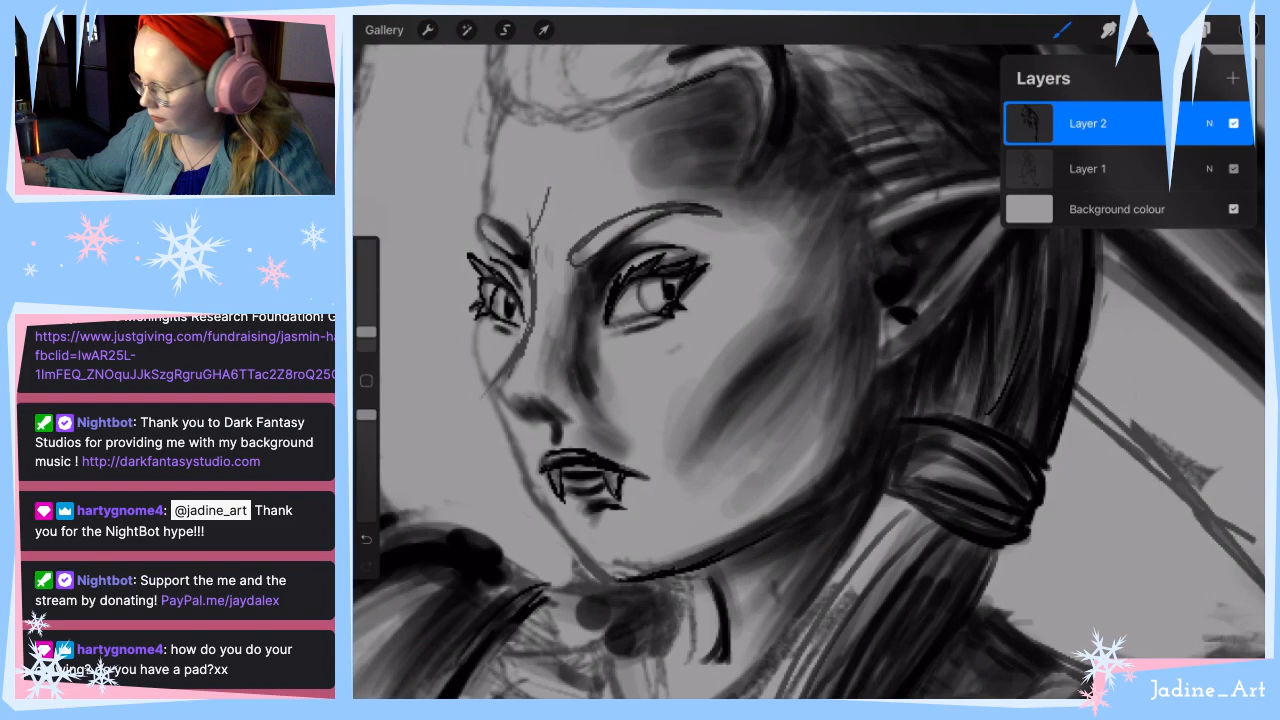 Gallery
Layers
Layer 2
N
Layer 1
N
Background colour
Meningitis Research Foundation! G
https://www.justgiving.com/fundraising/jasmin-ha
fbclid=IwAR25L-
Nightbot: Thank you to Dark Fantasy
Studios for providing me with my background
music ! http://darkfantasystudio.com
hartygnome4: @jadine_art Thank
you for the NightBot hype!!!
Nightbot: Support the me and the
stream by donating! PayPal.me/jaydalex
hartygnome4: how do you do your
you have a pad?xx
Jadine_Art